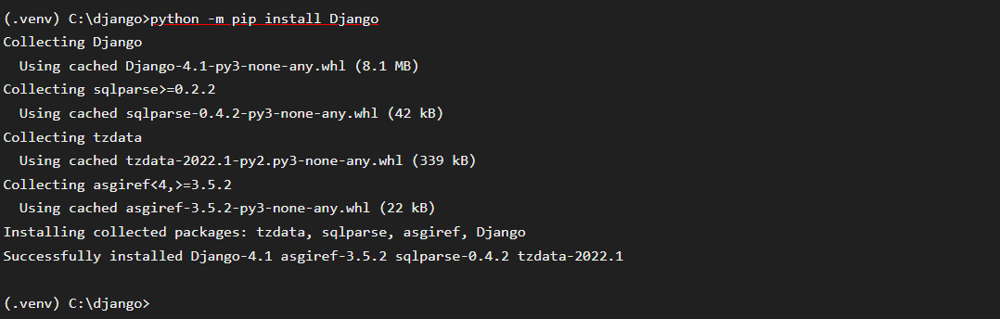 (.venv) C:\django>python -m pip install Django
Collecting Django
  Using cached Django-4.1-py3-none-any.whl (8.1 MB)
Collecting sqlparse>=0.2.2
  Using cached sqlparse-0.4.2-py3-none-any.whl (42 kB)
Collecting tzdata
  Using cached tzdata-2022.1-py2.py3-none-any.whl (339 kB)
Collecting asgiref<4,>=3.5.2
  Using cached asgiref-3.5.2-py3-none-any.whl (22 kB)
Installing collected packages: tzdata, sqlparse, asgiref, Django
Successfully installed Django-4.1 asgiref-3.5.2 sqlparse-0.4.2 tzdata-2022.1
(.venv) C:\django>